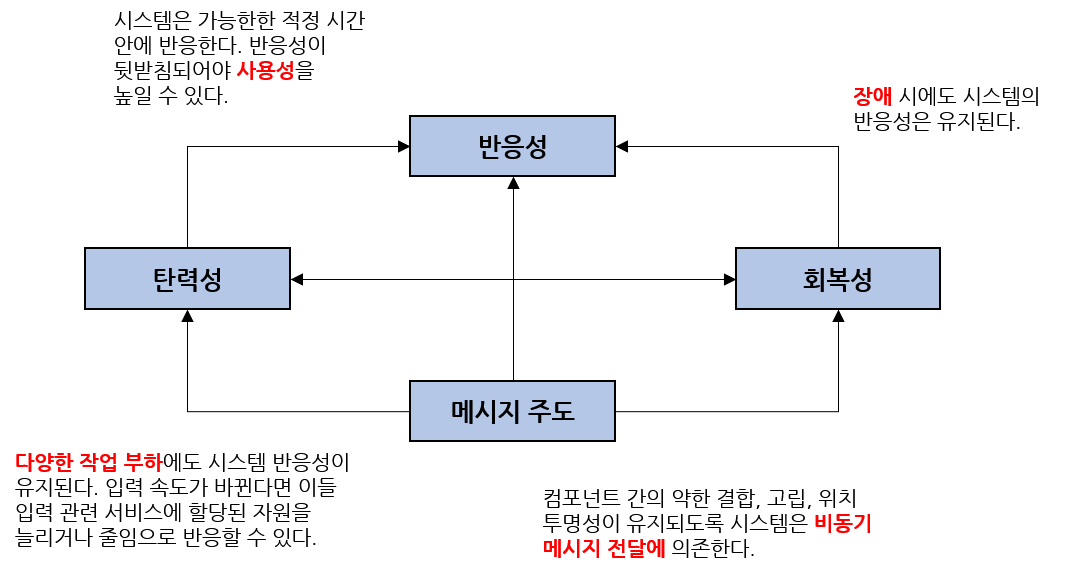 시스템은 가능한한 적정 시간
안에 반응한다. 반응성이
뒷받침되어야 사용성을
높일 수 있다.
장애 시에도 시스템의
반응성은 유지된다.
반응성
탄력성
회복성
메시지 주도
다양한 작업 부하에도 시스템 반응성이
유지된다. 입력 속도가 바뀐다면 이들
입력 관련 서비스에 할당된 자원을
늘리거나 줄임으로 반응할 수 있다.
컴포넌트 간의 약한 결합, 고립, 위치
투명성이 유지되도록 시스템은 비동기
메시지 전달에 의존한다.